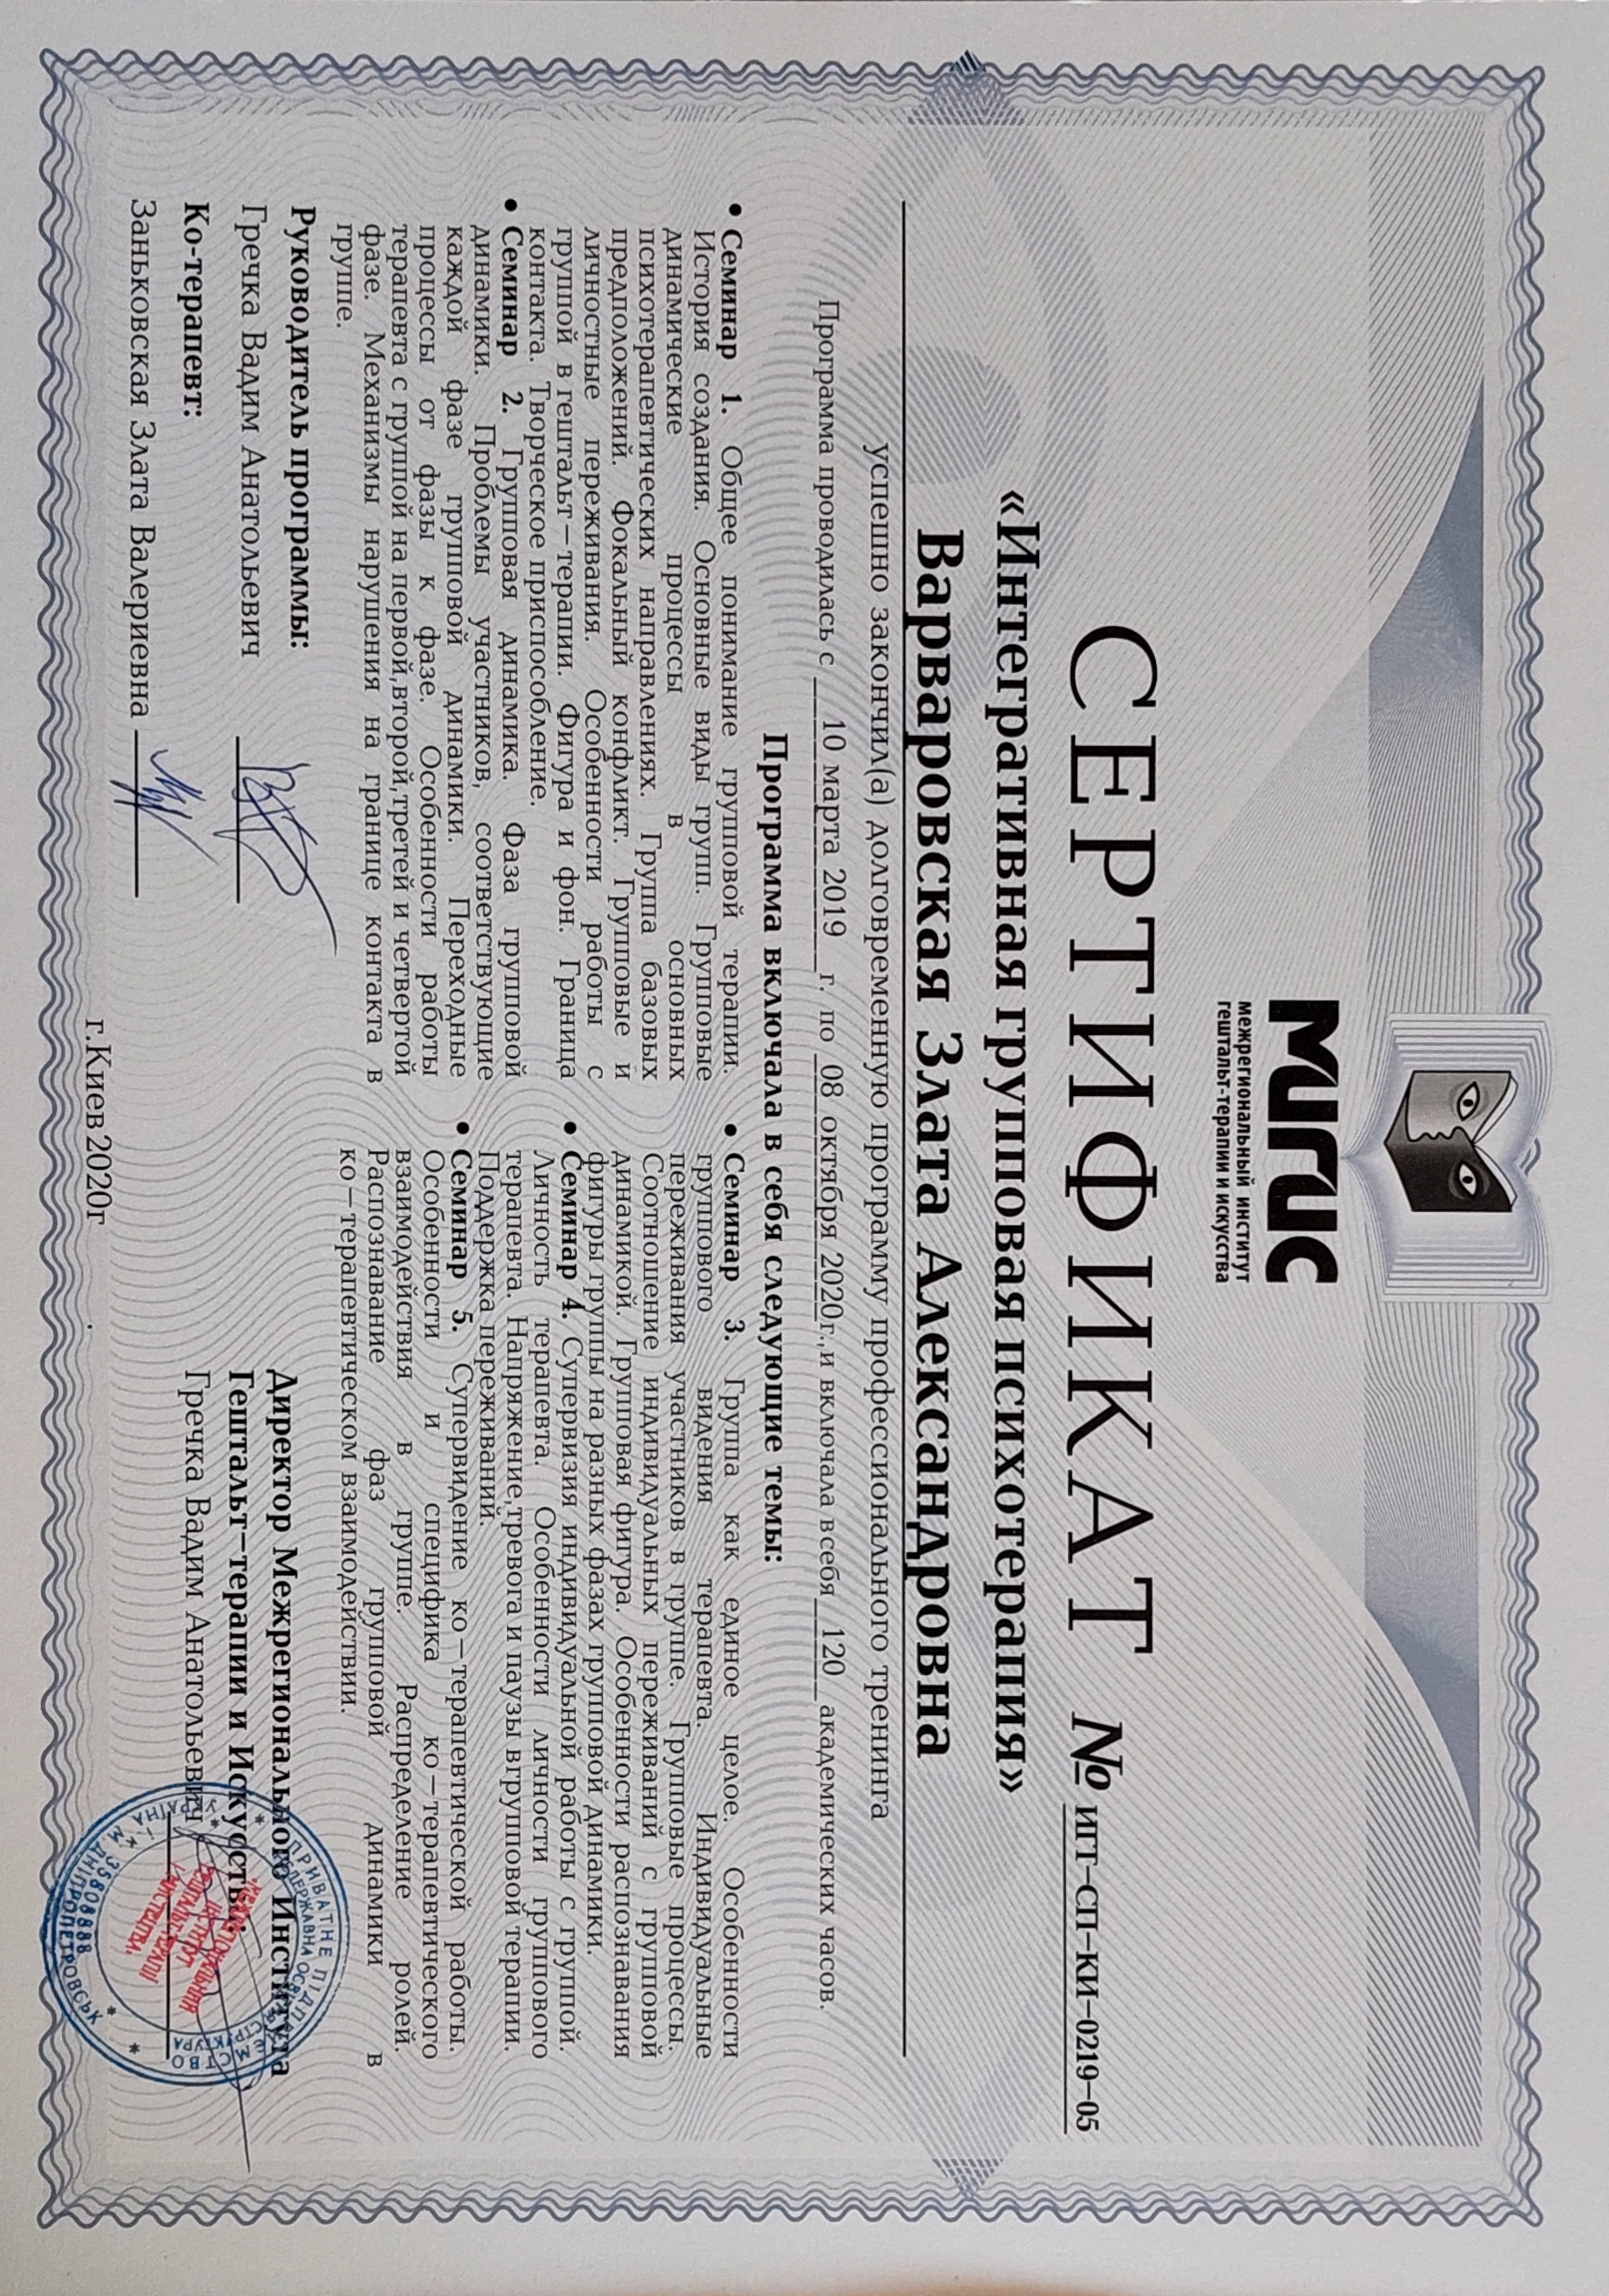 мигис
межрегиональный институт
гештальт-терапии и искусства
СЕРТИФИКАТ № ИГТ–СП–КИ–0219–05
«Интегративная групповая психотерапия»
Варваровская Злата Александровна
успешно закончил(а) долговременную программу профессионального тренинга
Программа проводилась с 10 марта 2019 г. по 08 октября 2020г.,и включала всебя 120 академических часов.
Программа включала в себя следующие темы:
• Семинар 1. Общее понимание групповой терапии.
История создания. Основные виды групп. Групповые
динамические процессы в основных
психотерапевтических направлениях. Группа базовых
предположений. Фокальный конфликт. Групповые и
личностные переживания. Особенности работы с
группой в гештальт–терапии. Фигура и фон. Граница
контакта. Творческое приспособление.
• Семинар 2. Групповая динамика. Фаза групповой
динамики. Проблемы участников, соответствующие
каждой фазе групповой динамики. Переходные
процессы от фазы к фазе. Особенности работы
терапевта с группой на первой,второй,третей и четвертой
фазе. Механизмы нарушения на границе контакта в
группе.
• Семинар 3. Группа как единое целое. Особенности
группового видения терапевта. Индивидуальные
переживания участников в группе. Групповые процессы.
Соотношение индивидуальных переживаний с групповой
динамикой. Групповая фигура. Особенности распознавания
фигуры группы на разных фазах групповой динамики.
• Семинар 4. Супервизия индивидуальной работы с группой.
Личность терапевта. Особенности личности группового
терапевта. Напряжение,тревога и паузы вгрупповой терапии.
Поддержка переживаний.
• Семинар 5. Супервидение ко–терапевтической работы.
Особенности и специфика ко–терапевтического
взаимодействия в группе. Распределение ролей.
Распознавание фаз групповой динамики в
ко–терапевтическом взаимодействии.
Руководитель программы:
Гречка Вадим Анатольевич
Ко-терапевт:
Заньковская Злата Валериевна
Директор Межрегионального Института
Гештальт–терапии и Искусства:
Гречка Вадим Анатольевич
г.Киев2020г .
ПРИВАТНЕ ПІДПРИЄМСТВО
УКРАЇНА * м. ДНІПРОПЕТРОВСЬК
35808888
ІНСТИТУТ
ГЕШТАЛЬТ-ТЕРАПІЇ
І МИСТЕЦТВА